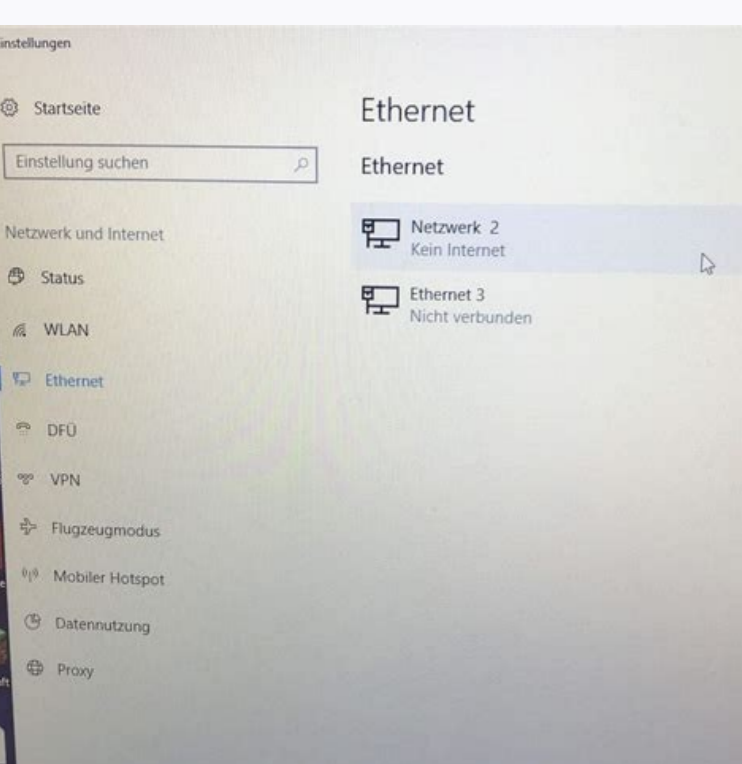 instellungen
Startseite
Einstellung suchen
Netzwerk und Internet
Status
WLAN
Ethernet
DFÜ
VPN
Flugzeugmodus
Mobiler Hotspot
Datennutzung
Proxy
Ethernet
Ethernet
Netzwerk 2
Kein Internet
Ethernet 3
Nicht verbunden